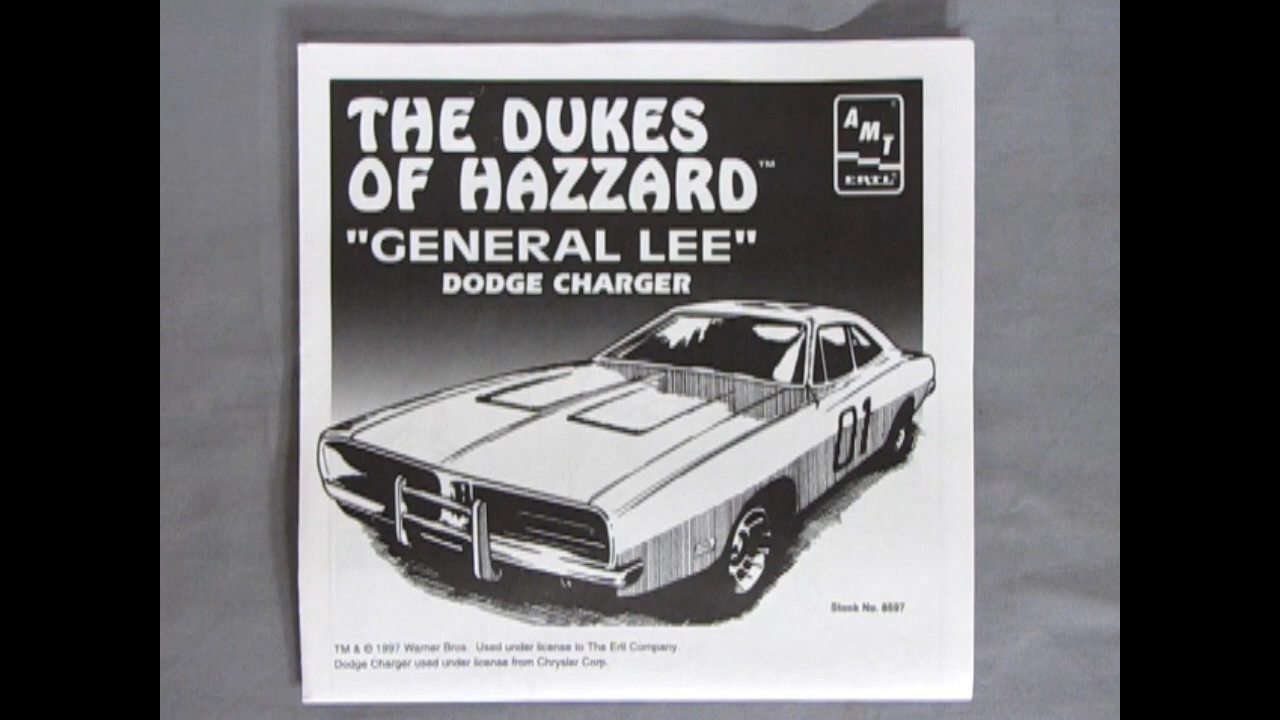 THE DUKES
OF HAZZARD™
"GENERAL LEE"
DODGE CHARGER
AMT
ERTL
01
Stock No. 8597
TM & © 1997 Warner Bros. Used under license to The Ertl Company.
Dodge Charger used under license from Chrysler Corp.